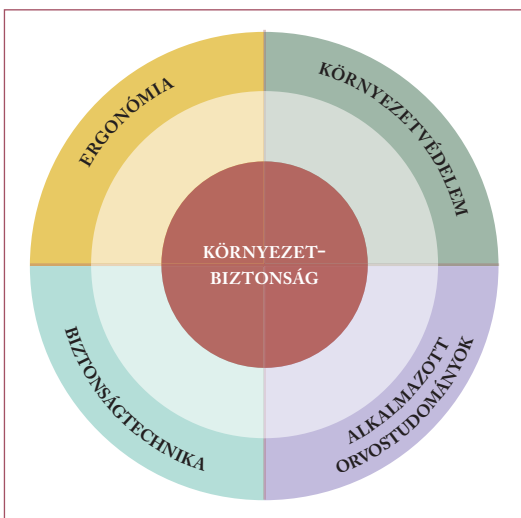 ERGONÓMIA
KÖRNYEZETVÉDELEM
KÖRNYEZET-
BIZTONSÁG
BIZTONSÁGTECHNIKA
ALKALMAZOTT
ORVOSTUDOMÁNYOK